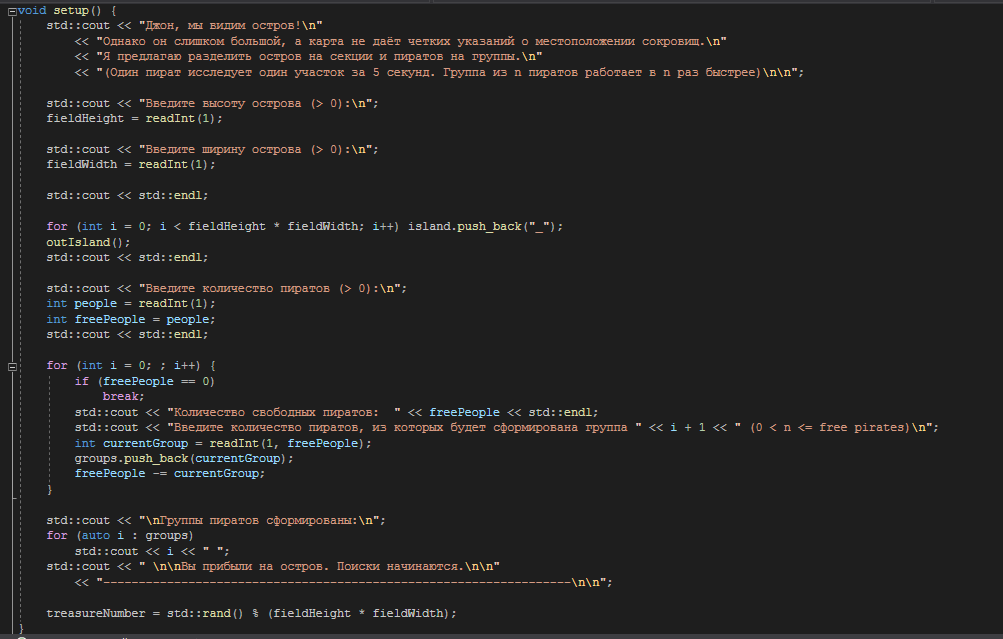 void setup() {
std::cout << "Джон, мы видим остров!\n"
<< "Однако он слишком большой, а карта не даёт четких указаний о местоположении сокровищ.\n"
<< "Я предлагаю разделить остров на секции и пиратов на группы.\n"
<< "(Один пират исследует один участок за 5 секунд. Группа из n пиратов работает в n раз быстрее)\n\n";
std::cout << "Введите высоту острова (> 0):\n";
fieldHeight = readInt(1);
std::cout << "Введите ширину острова (> 0):\n";
fieldWidth = readInt(1);
std::cout << std::endl;
for (int i = 0; i < fieldHeight * fieldWidth; i++) island.push_back("_");
outIsland();
std::cout << std::endl;
std::cout << "Введите количество пиратов (> 0):\n";
int people = readInt(1);
int freePeople = people;
std::cout << std::endl;
for (int i = 0; ; i++) {
if (freePeople == 0)
break;
std::cout << "Количество свободных пиратов:  " << freePeople << std::endl;
std::cout << "Введите количество пиратов, из которых будет сформирована группа " << i + 1 << " (0 < n <= free pirates)\n";
int currentGroup = readInt(1, freePeople);
groups.push_back(currentGroup);
freePeople -= currentGroup;
}
std::cout << "\nГруппы пиратов сформированы:\n";
for (auto i : groups)
std::cout << i << " ";
std::cout << " \n\nВы прибыли на остров. Поиски начинаются.\n\n"
<< "------------------------------------------------------------------\n\n";
treasureNumber = std::rand() % (fieldHeight * fieldWidth);
}